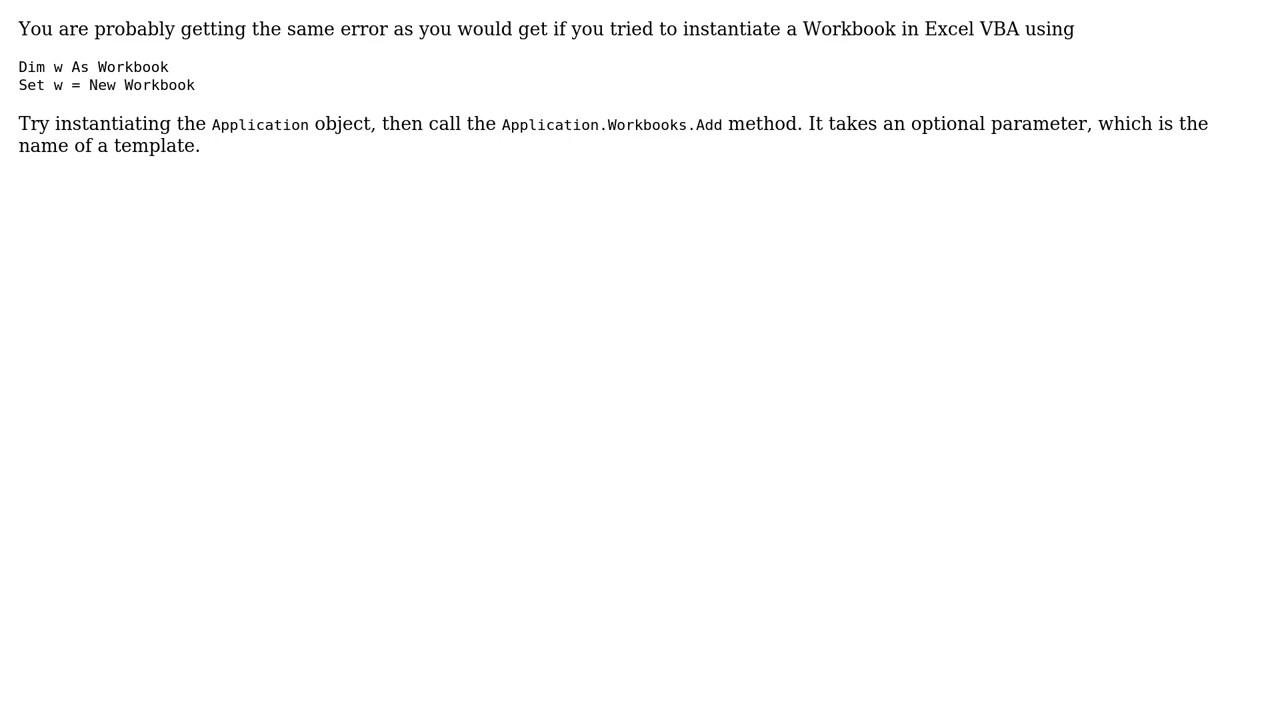 You are probably getting the same error as you would get if you tried to instantiate a Workbook in Excel VBA using
Dim w As Workbook
Set w = New Workbook
Try instantiating the Application object, then call the Application.Workbooks.Add method. It takes an optional parameter, which is the
name of a template.